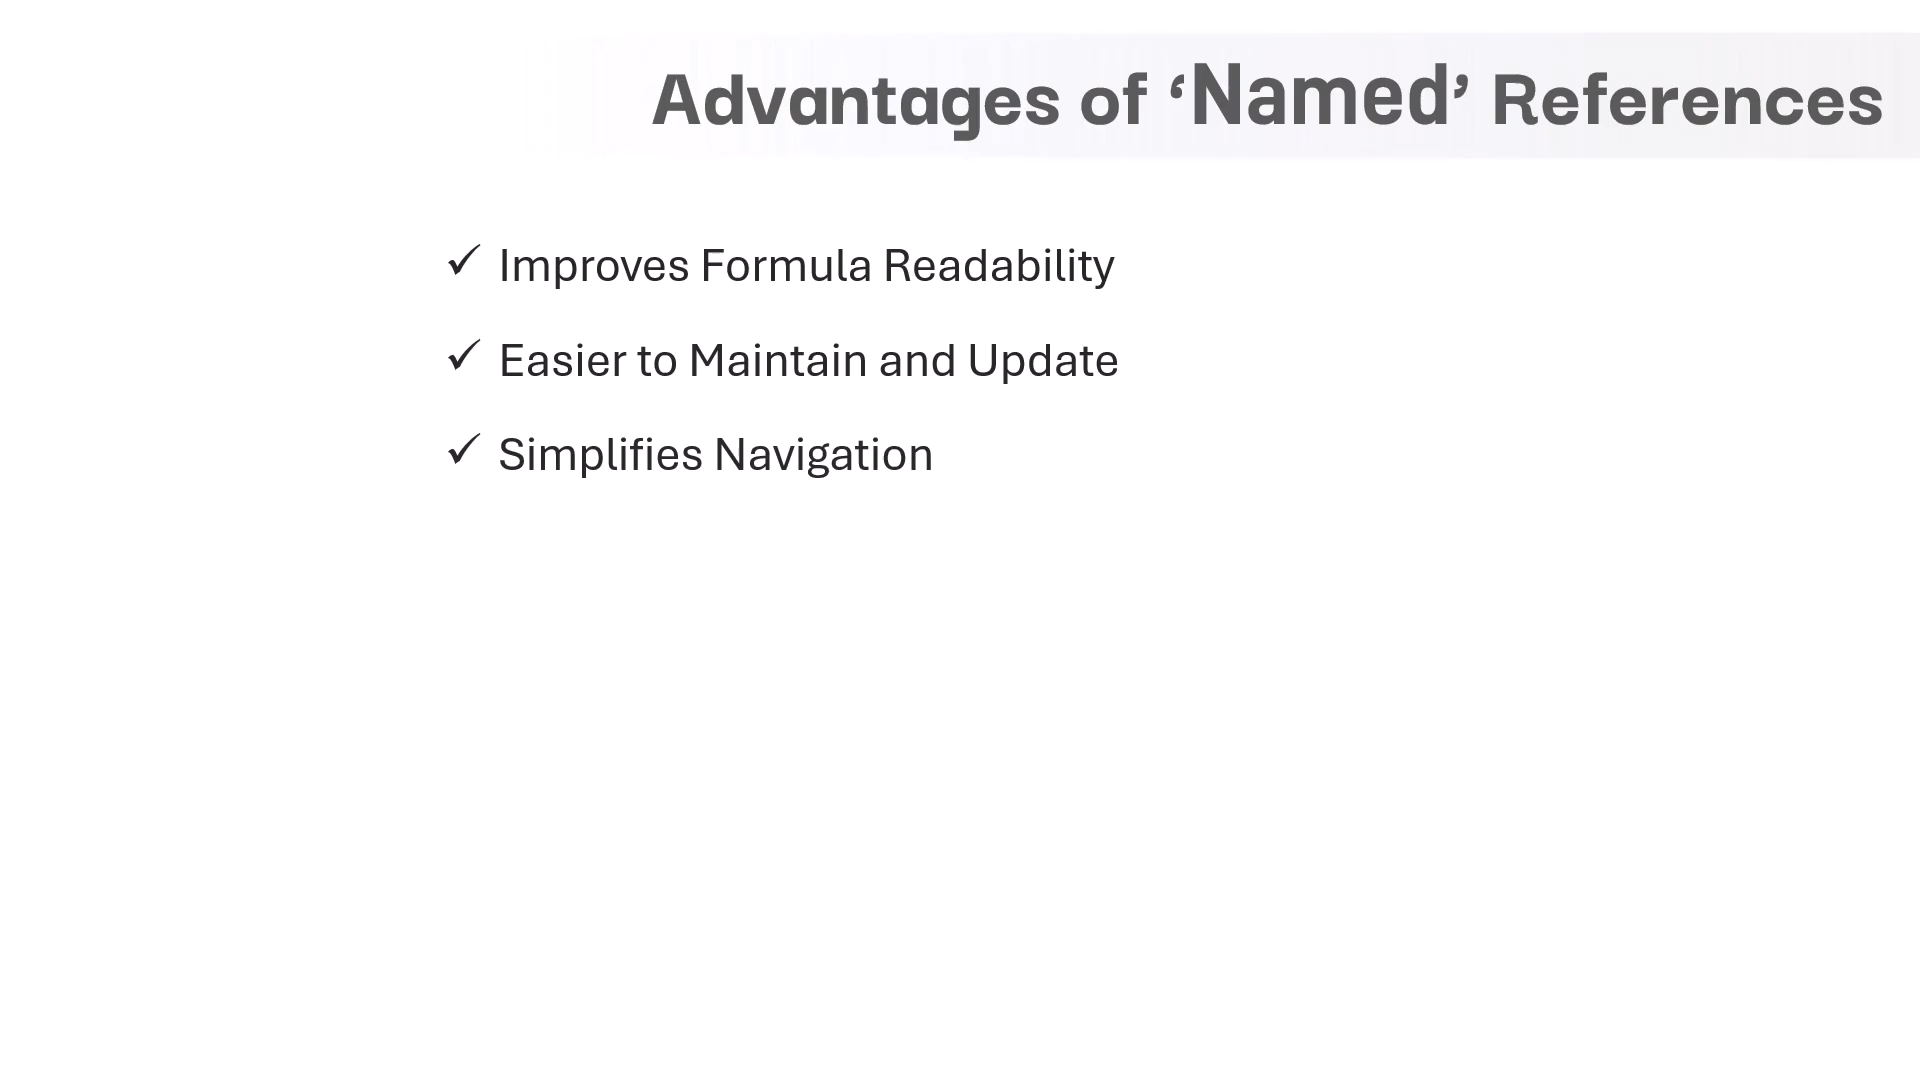 Advantages of ‘Named’ References
✓ Improves Formula Readability
✓ Easier to Maintain and Update
✓ Simplifies Navigation